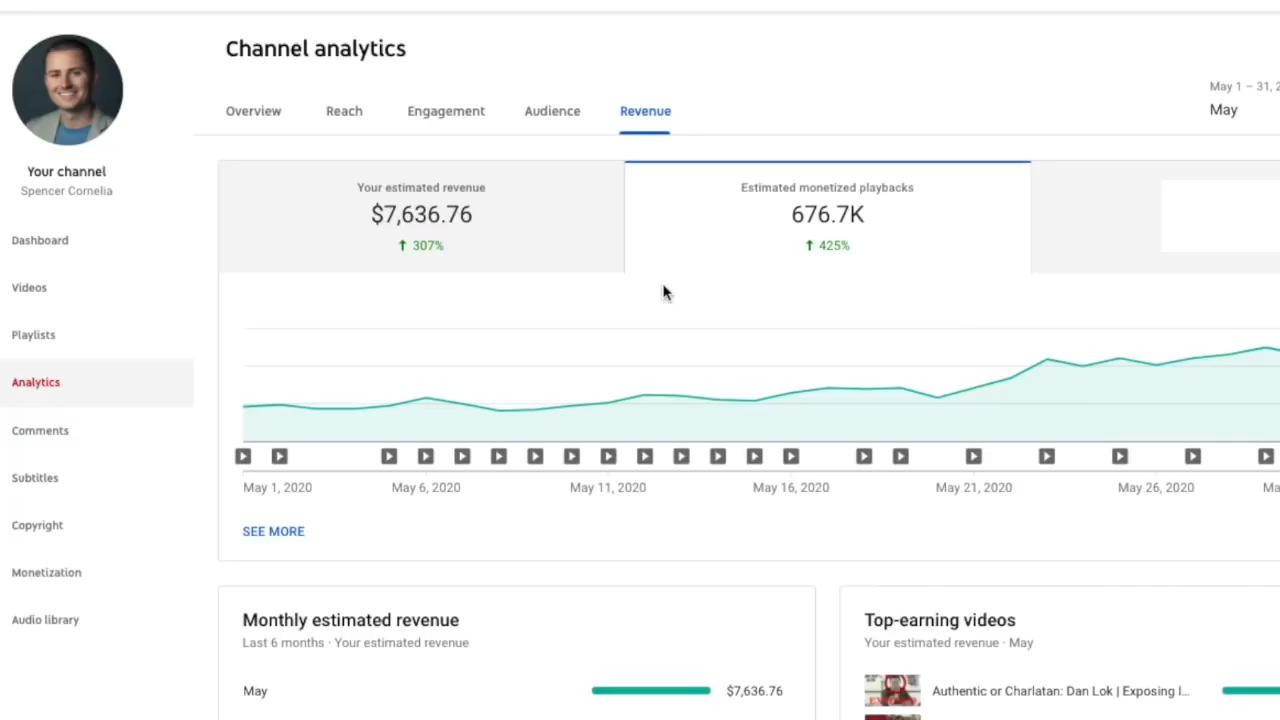 Channel analytics
Overview
Reach
Engagement
Audience
Revenue
May 1 – 31, 2
May
Your channel
Spencer Cornelia
Dashboard
Videos
Playlists
Analytics
Comments
Subtitles
Copyright
Monetization
Audio library
Your estimated revenue
$7,636.76
307%
Estimated monetized playbacks
676.7K
425%
May 1, 2020
May 6, 2020
May 11, 2020
May 16, 2020
May 21, 2020
May 26, 2020
Ma
SEE MORE
Monthly estimated revenue
Last 6 months · Your estimated revenue
May
$7,636.76
Top-earning videos
Your estimated revenue · May
Authentic or Charlatan: Dan Lok | Exposing I...